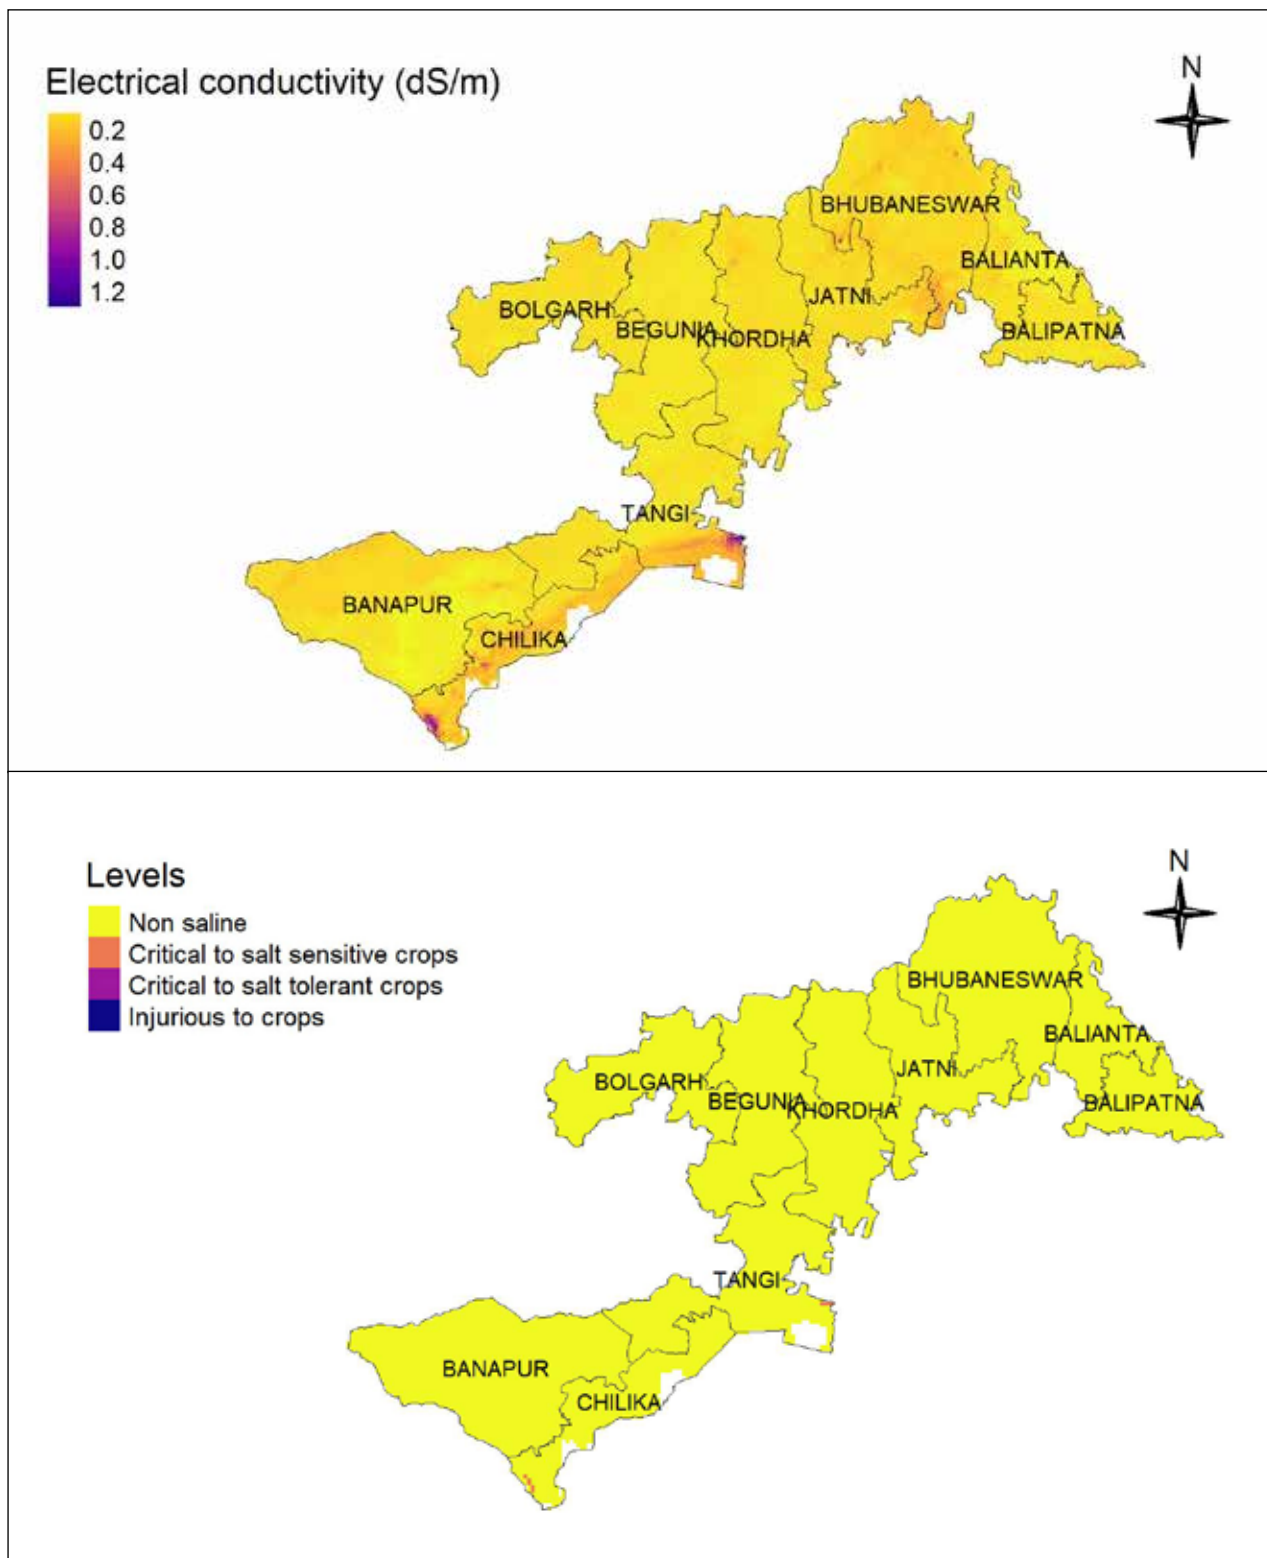 Electrical conductivity (dS/m)
0.2
0.4
0.6
0.8
1.0
1.2
N
BHUBANESWAR
BALIANTA
JATNI
BOLGARH
BEGUNIA
KHORDHA
BALIPATNA
TANGI
BANAPUR
CHILIKA
Levels
Non saline
Critical to salt sensitive crops
Critical to salt tolerant crops
Injurious to crops
N
BHUBANESWAR
BALIANTA
JATNI
BOLGARH
BEGUNIA
KHORDHA
BALIPATNA
TANGI
BANAPUR
CHILIKA